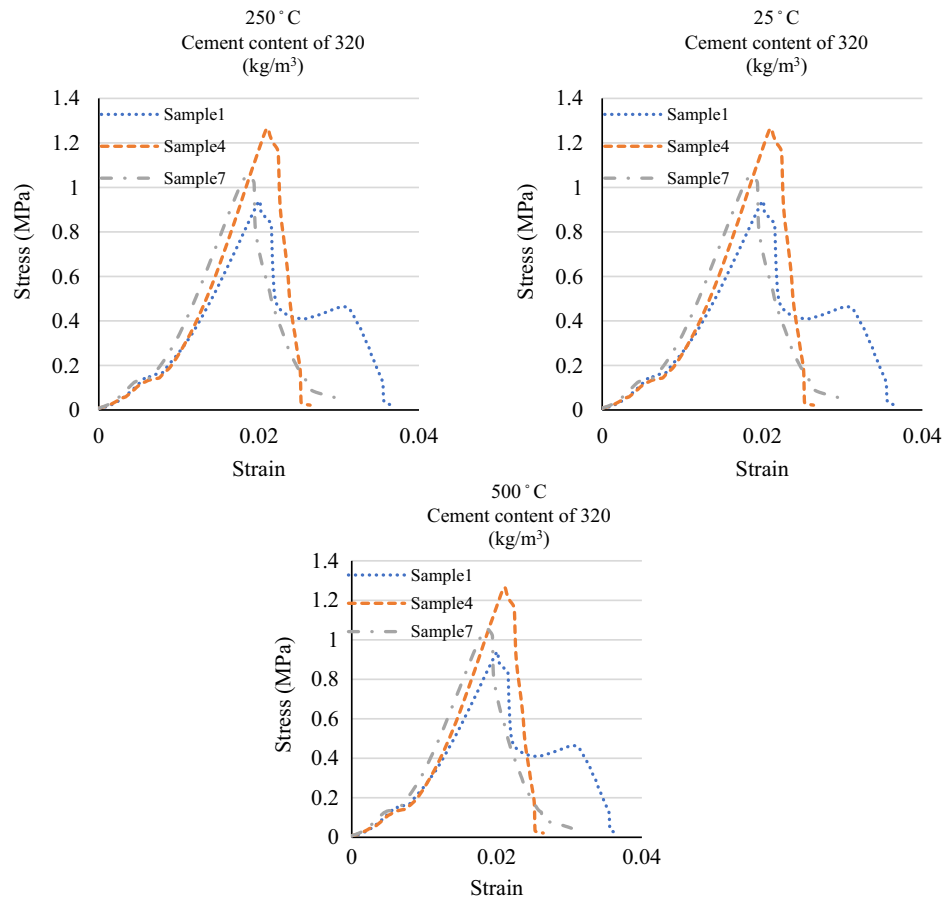 250°C
Cement content of 320
(kg/m³)
1.4
1.2
1
0.8
0.6
0.4
0.2
0
Stress (MPa)
Sample1
Sample4
Sample7
0 0.02 0.04
Strain
25°C
Cement content of 320
(kg/m³)
1.4
1.2
1
0.8
0.6
0.4
0.2
0
Stress (MPa)
Sample1
Sample4
Sample7
0 0.02 0.04
Strain
500°C
Cement content of 320
(kg/m³)
1.4
1.2
1
0.8
0.6
0.4
0.2
0
Stress (MPa)
Sample1
Sample4
Sample7
0 0.02 0.04
Strain